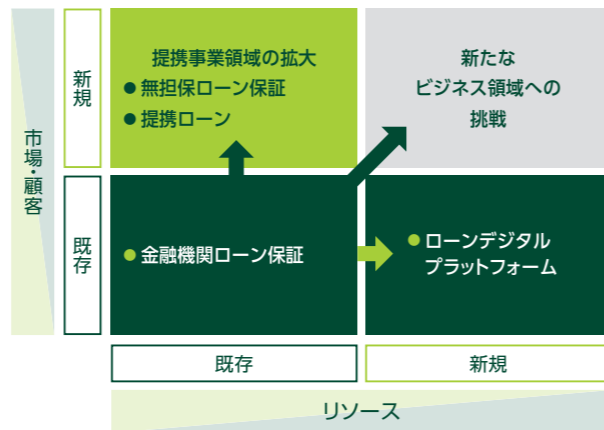 市場・顧客
新規
提携事業領域の拡大
● 無担保ローン保証
● 提携ローン
新たな
ビジネス領域への
挑戦
既存
● 金融機関ローン保証
● ローンデジタル
プラットフォーム
既存
新規
リソース